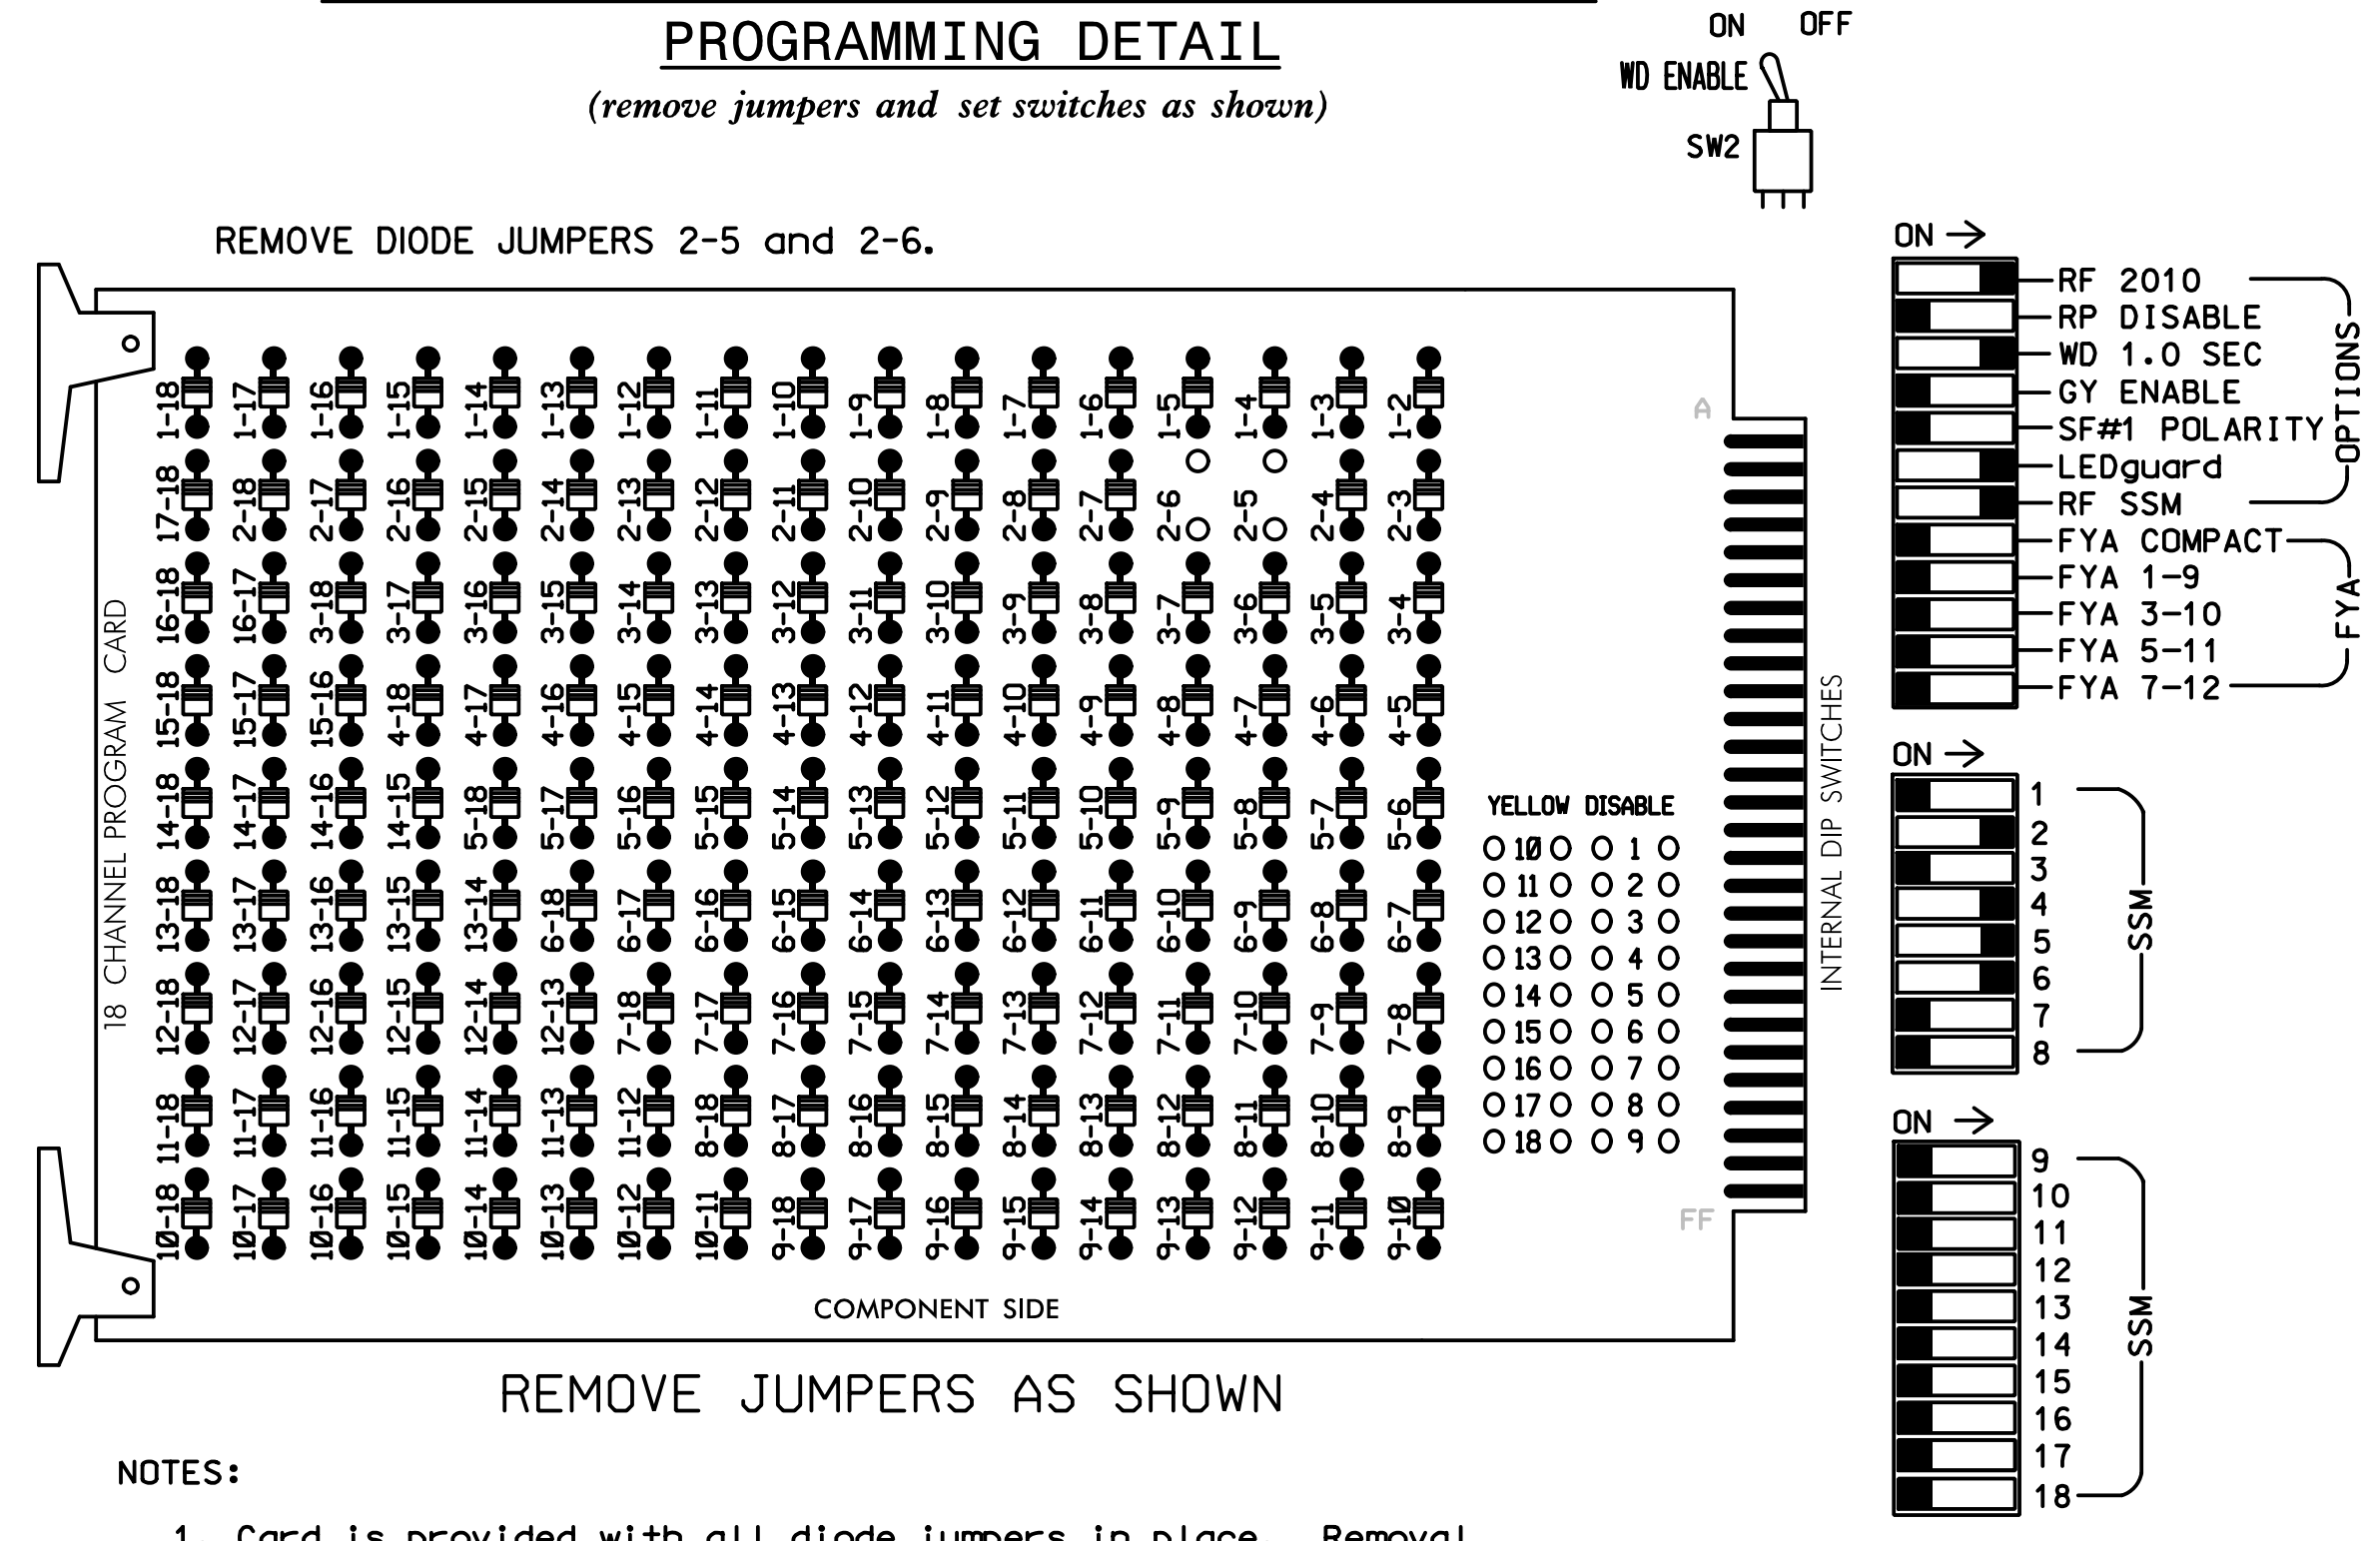 PROGRAMMING DETAIL
(remove jumpers and set switches as shown)
ON OFF
WD ENABLE
SW2
REMOVE DIODE JUMPERS 2-5 and 2-6.
18 CHANNEL PROGRAM CARD
1-18 1-17 1-16 1-15 1-14 1-13 1-12 1-11 1-10 1-9 1-8 1-7 1-6 1-5 1-4 1-3 1-2
17-18 2-18 2-17 2-16 2-15 2-14 2-13 2-12 2-11 2-10 2-9 2-8 2-7 2-6 2-5 2-4 2-3
16-18 16-17 3-18 3-17 3-16 3-15 3-14 3-13 3-12 3-11 3-10 3-9 3-8 3-7 3-6 3-5 3-4
15-18 15-17 15-16 4-18 4-17 4-16 4-15 4-14 4-13 4-12 4-11 4-10 4-9 4-8 4-7 4-6 4-5
14-18 14-17 14-16 14-15 5-18 5-17 5-16 5-15 5-14 5-13 5-12 5-11 5-10 5-9 5-8 5-7 5-6
13-18 13-17 13-16 13-15 13-14 6-18 6-17 6-16 6-15 6-14 6-13 6-12 6-11 6-10 6-9 6-8 6-7
12-18 12-17 12-16 12-15 12-14 12-13 7-18 7-17 7-16 7-15 7-14 7-13 7-12 7-11 7-10 7-9 7-8
11-18 11-17 11-16 11-15 11-14 11-13 11-12 8-18 8-17 8-16 8-15 8-14 8-13 8-12 8-11 8-10 8-9
10-18 10-17 10-16 10-15 10-14 10-13 10-12 10-11 9-18 9-17 9-16 9-15 9-14 9-13 9-12 9-11 9-10
YELLOW DISABLE
10 1
11 2
12 3
13 4
14 5
15 6
16 7
17 8
18 9
A
FF
COMPONENT SIDE
INTERNAL DIP SWITCHES
ON →
RF 2010
RP DISABLE
WD 1.0 SEC
GY ENABLE
SF#1 POLARITY
LEDguard
RF SSM
OPTIONS
FYA COMPACT
FYA 1-9
FYA 3-10
FYA 5-11
FYA 7-12
FYA
ON →
1
2
3
4
5
6
7
8
SSM
ON →
9
10
11
12
13
14
15
16
17
18
SSM
REMOVE JUMPERS AS SHOWN
NOTES:
1. Card is provided with all diode jumpers in place. Removal